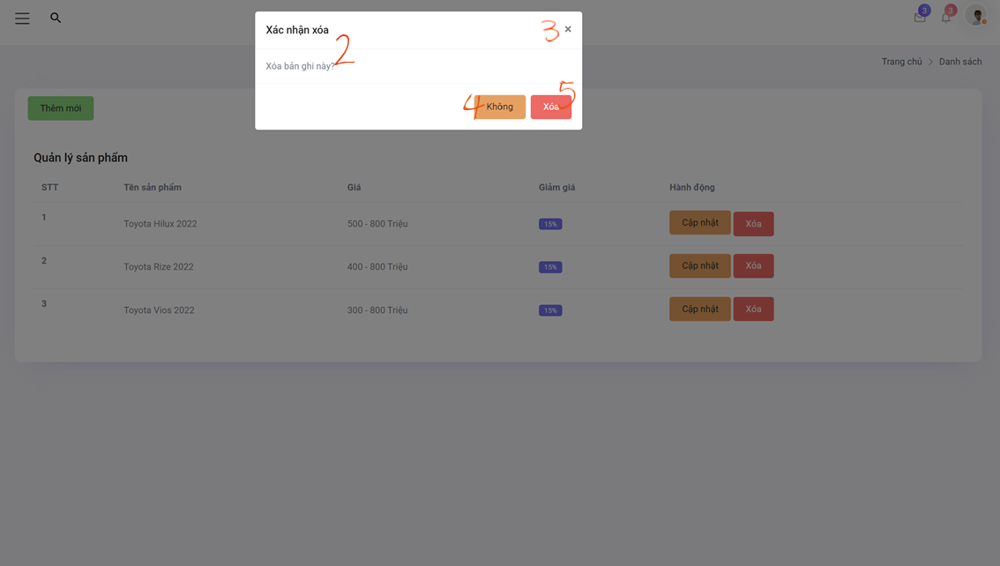 3 3
Xác nhận xóa 3 ×
Xóa bản ghi này? 2
Trang chủ > Danh sách
4 Không Xóa 5
Thêm mới
Quản lý sản phẩm
STT Tên sản phẩm Giá Giảm giá Hành động
1 Toyota Hilux 2022 500 - 800 Triệu 15% Cập nhật Xóa
2 Toyota Rize 2022 400 - 800 Triệu 15% Cập nhật Xóa
3 Toyota Vios 2022 300 - 800 Triệu 15% Cập nhật Xóa